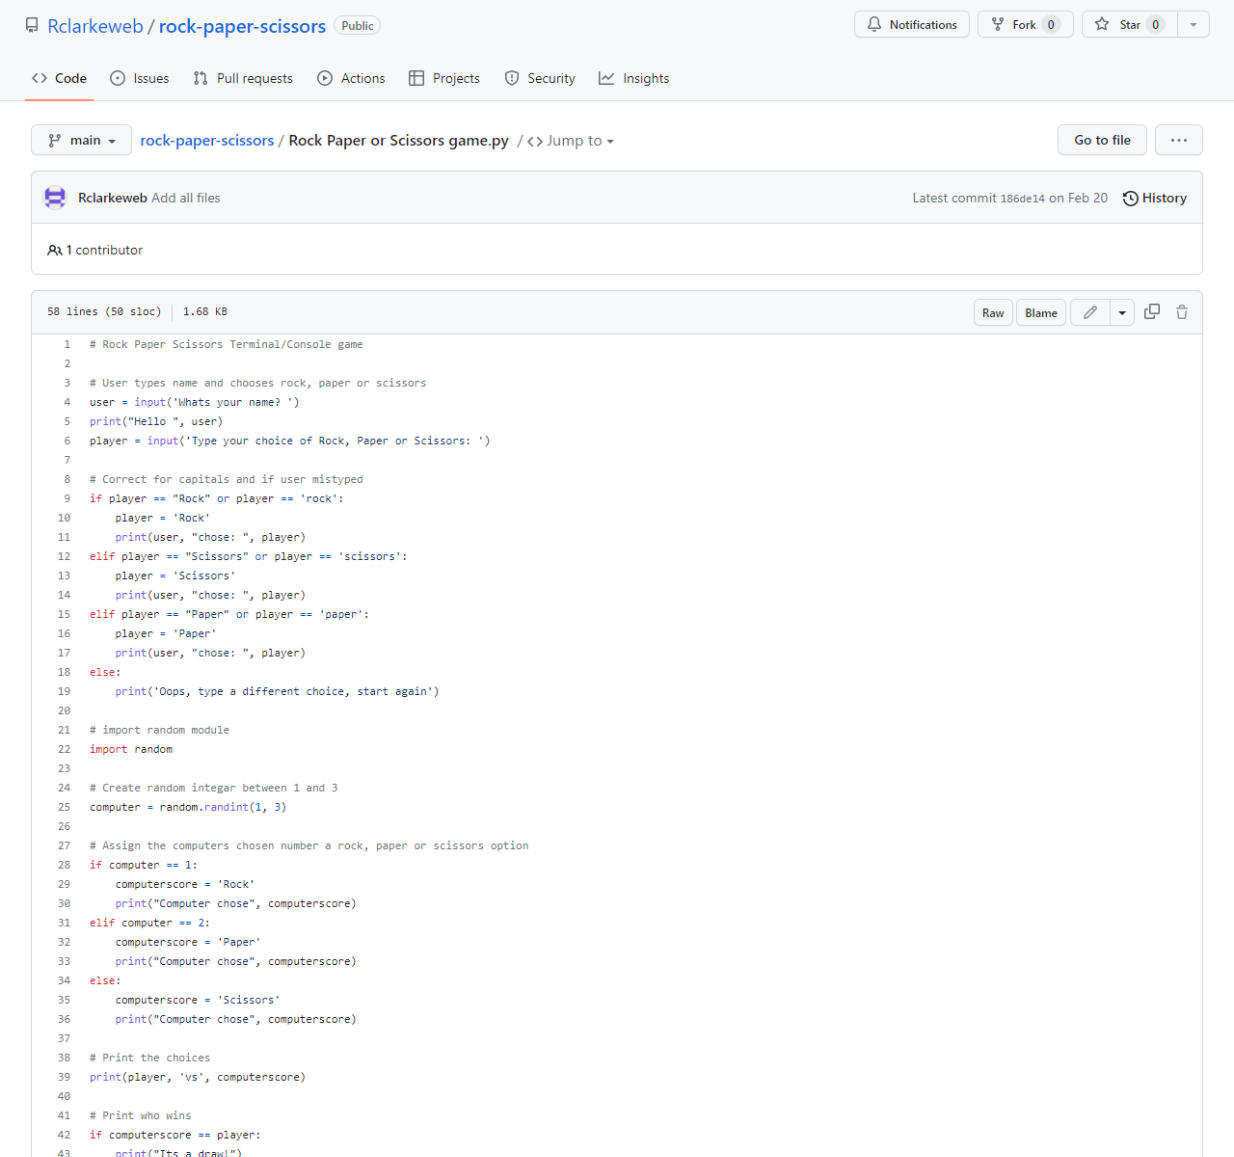 Rclarkeweb / rock-paper-scissors Public Notifications Fork 0 Star 0
Code Issues Pull requests Actions Projects Security Insights
main rock-paper-scissors / Rock Paper or Scissors game.py / <> Jump to Go to file ...
Rclarkeweb Add all files Latest commit 186de14 on Feb 20 History
1 contributor
58 lines (50 sloc) 1.68 KB Raw Blame
1 # Rock Paper Scissors Terminal/Console game
2
3 # User types name and chooses rock, paper or scissors
4 user = input('Whats your name? ')
5 print("Hello ", user)
6 player = input('Type your choice of Rock, Paper or Scissors: ')
7
8 # Correct for capitals and if user mistyped
9 if player == "Rock" or player == 'rock':
10     player = 'Rock'
11     print(user, "chose: ", player)
12 elif player == "Scissors" or player == 'scissors':
13     player = 'Scissors'
14     print(user, "chose: ", player)
15 elif player == "Paper" or player == 'paper':
16     player = 'Paper'
17     print(user, "chose: ", player)
18 else:
19     print('Oops, type a different choice, start again')
20
21 # import random module
22 import random
23
24 # Create random integar between 1 and 3
25 computer = random.randint(1, 3)
26
27 # Assign the computers chosen number a rock, paper or scissors option
28 if computer == 1:
29     computerscore = 'Rock'
30     print("Computer chose", computerscore)
31 elif computer == 2:
32     computerscore = 'Paper'
33     print("Computer chose", computerscore)
34 else:
35     computerscore = 'Scissors'
36     print("Computer chose", computerscore)
37
38 # Print the choices
39 print(player, 'vs', computerscore)
40
41 # Print who wins
42 if computerscore == player:
43     print("Its a draw!")